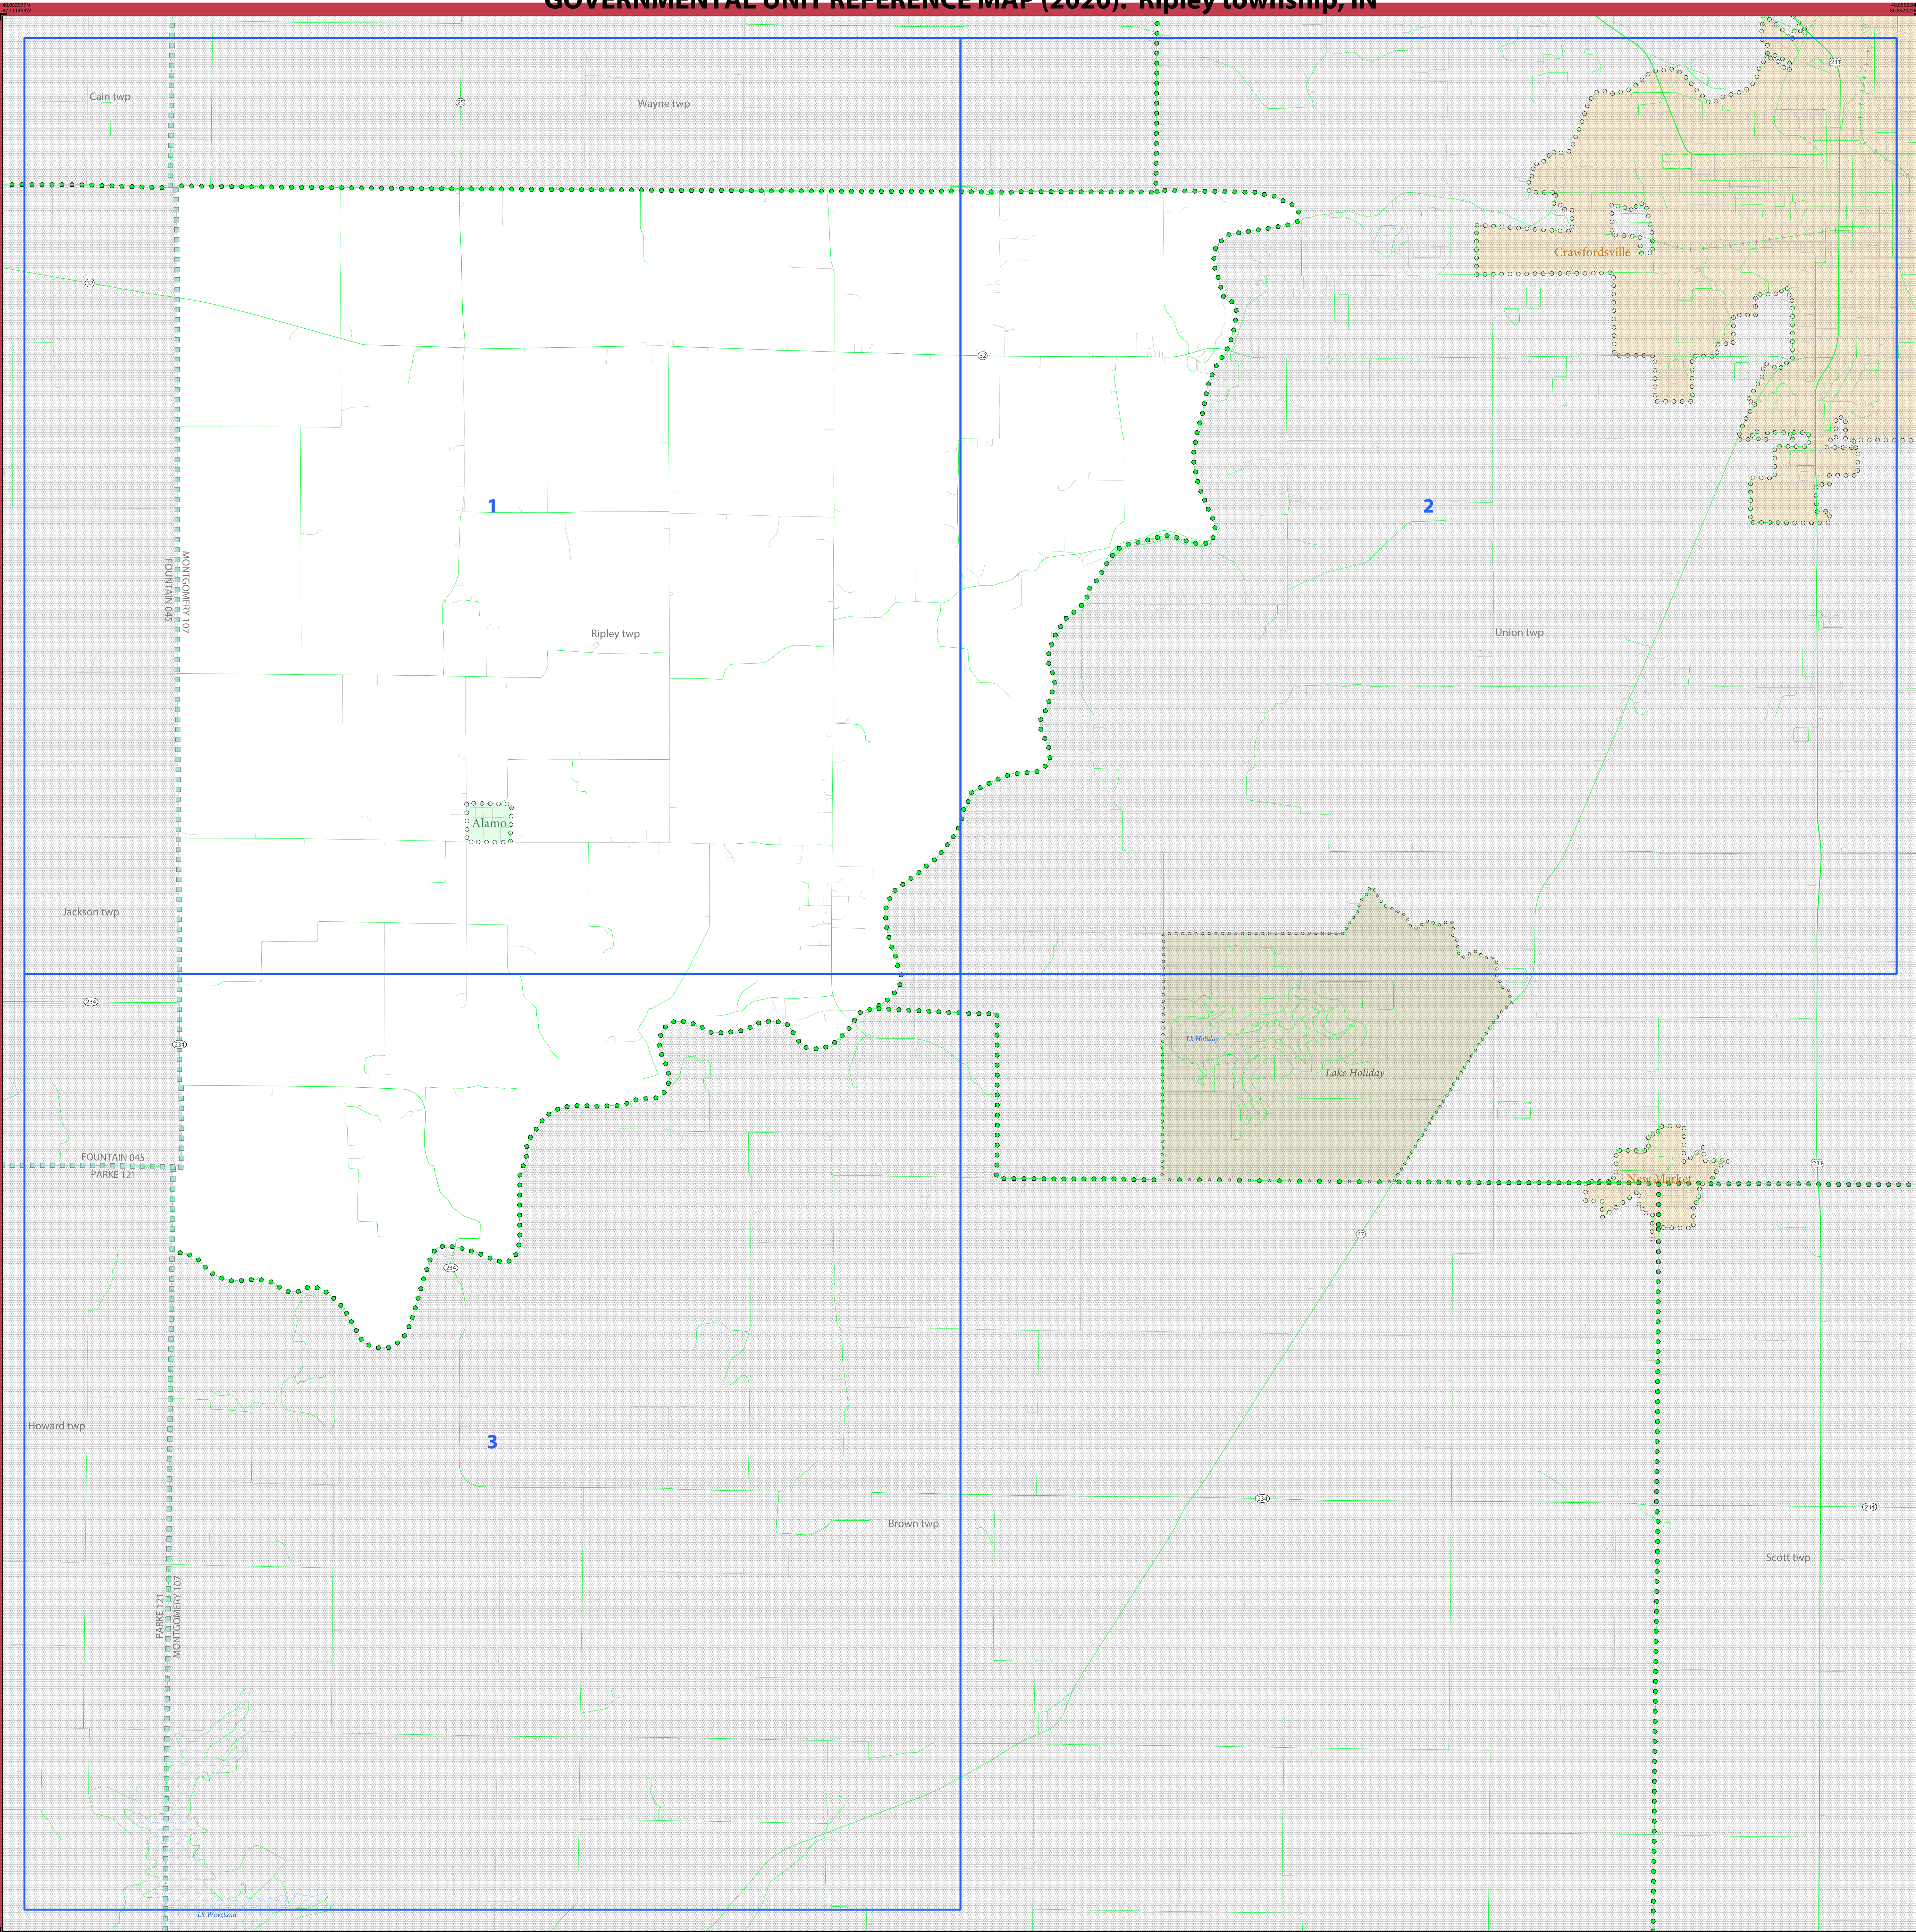 GOVERNMENTAL UNIT REFERENCE MAP (2020): Ripley township, IN
87.111468W
231
Cain twp
25
Wayne twp
Crawfordsville
32
32
1
2
MONTGOMERY 107
FOUNTAIN 045
Ripley twp
Union twp
Alamo
Jackson twp
234
234
Lk Holiday
Lake Holiday
FOUNTAIN 045
PARKE 121
231
New Market
47
234
Howard twp
3
234
234
Brown twp
Scott twp
PARKE 121
MONTGOMERY 107
Lk Waveland